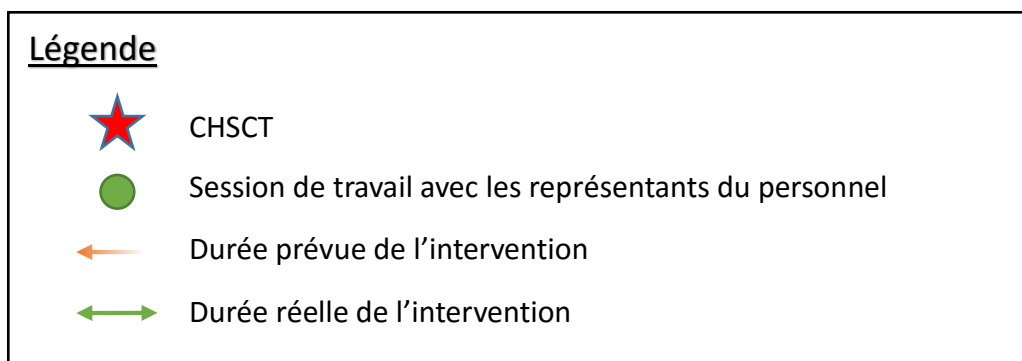 Légende
CHSCT
Session de travail avec les représentants du personnel
Durée prévue de l’intervention
Durée réelle de l’intervention